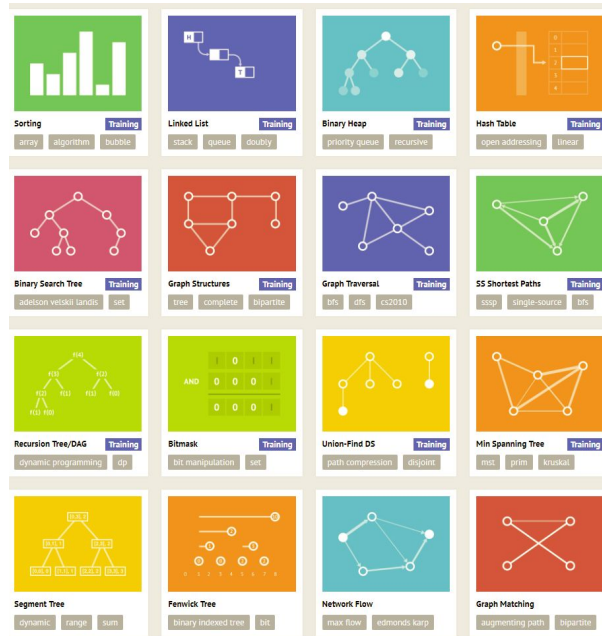 H
T
0
1
2
3
4
Sorting Training
array algorithm bubble
Linked List Training
stack queue doubly
Binary Heap Training
priority queue recursive
Hash Table Training
open addressing linear
Binary Search Tree Training
adelson velskii landis set
Graph Structures Training
tree complete bipartite
Graph Traversal Training
bfs dfs cs2010
SS Shortest Paths Training
sssp single-source bfs
f(4)
f(3) f(2)
f(2) f(1) f(1) f(0)
f(1) f(0)
1 0 1 1
AND 0 0 0 1
0 0 0 1
Recursion Tree/DAG Training
dynamic programming dp
Bitmask Training
bit manipulation set
Union-Find DS Training
path compression disjoint
Min Spanning Tree Training
mst prim kruskal
Segment Tree
dynamic range sum
Fenwick Tree
binary indexed tree bit
Network Flow
max flow edmonds karp
Graph Matching
augmenting path bipartite